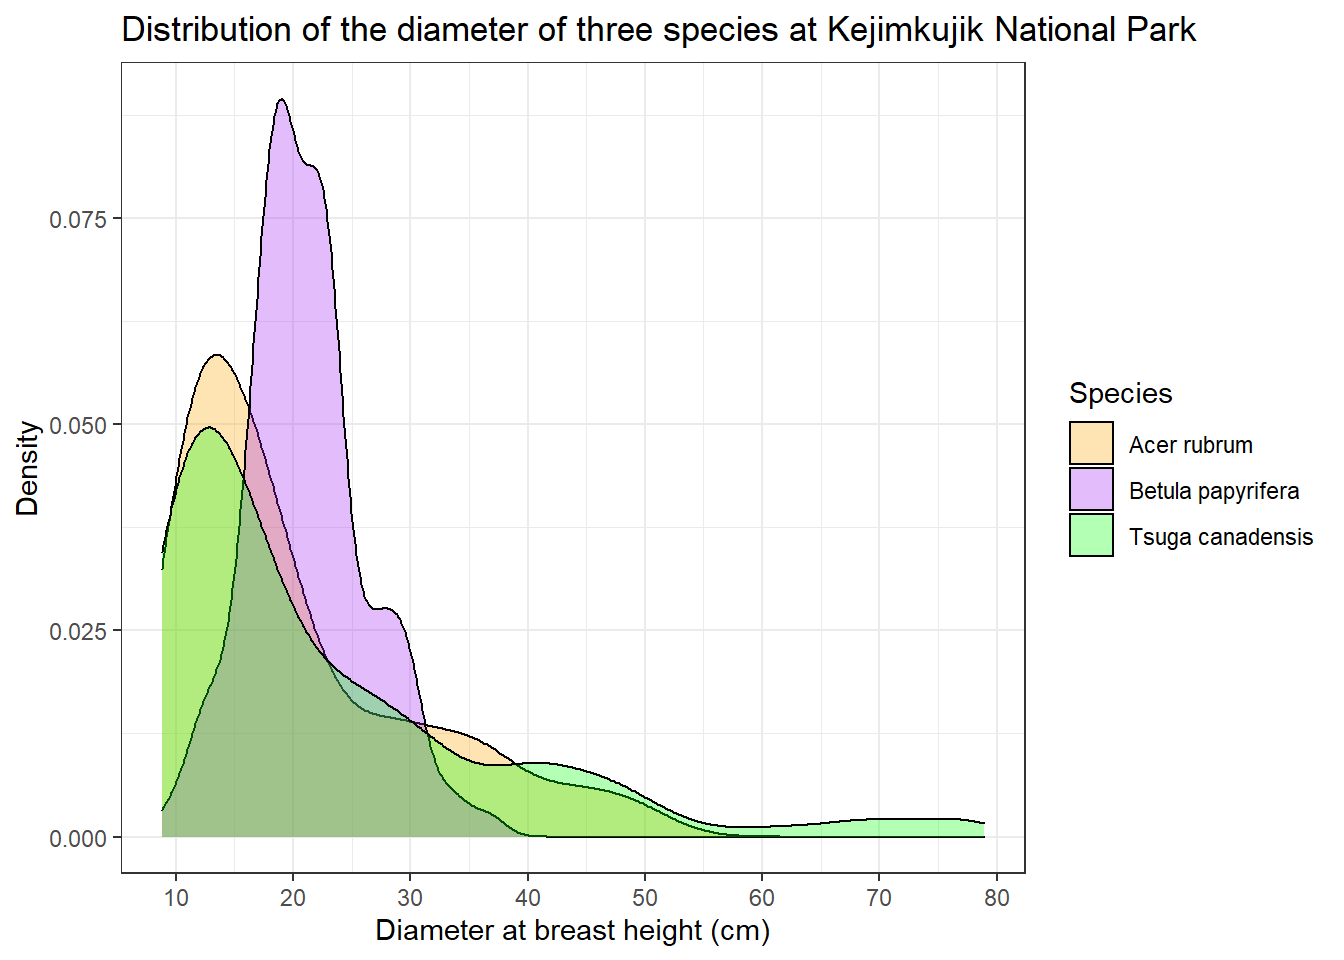 Distribution of the diameter of three species at Kejimkujik National Park
Density
0.075
0.050
0.025
0.000
10 20 30 40 50 60 70 80
Diameter at breast height (cm)
Species
Acer rubrum
Betula papyrifera
Tsuga canadensis